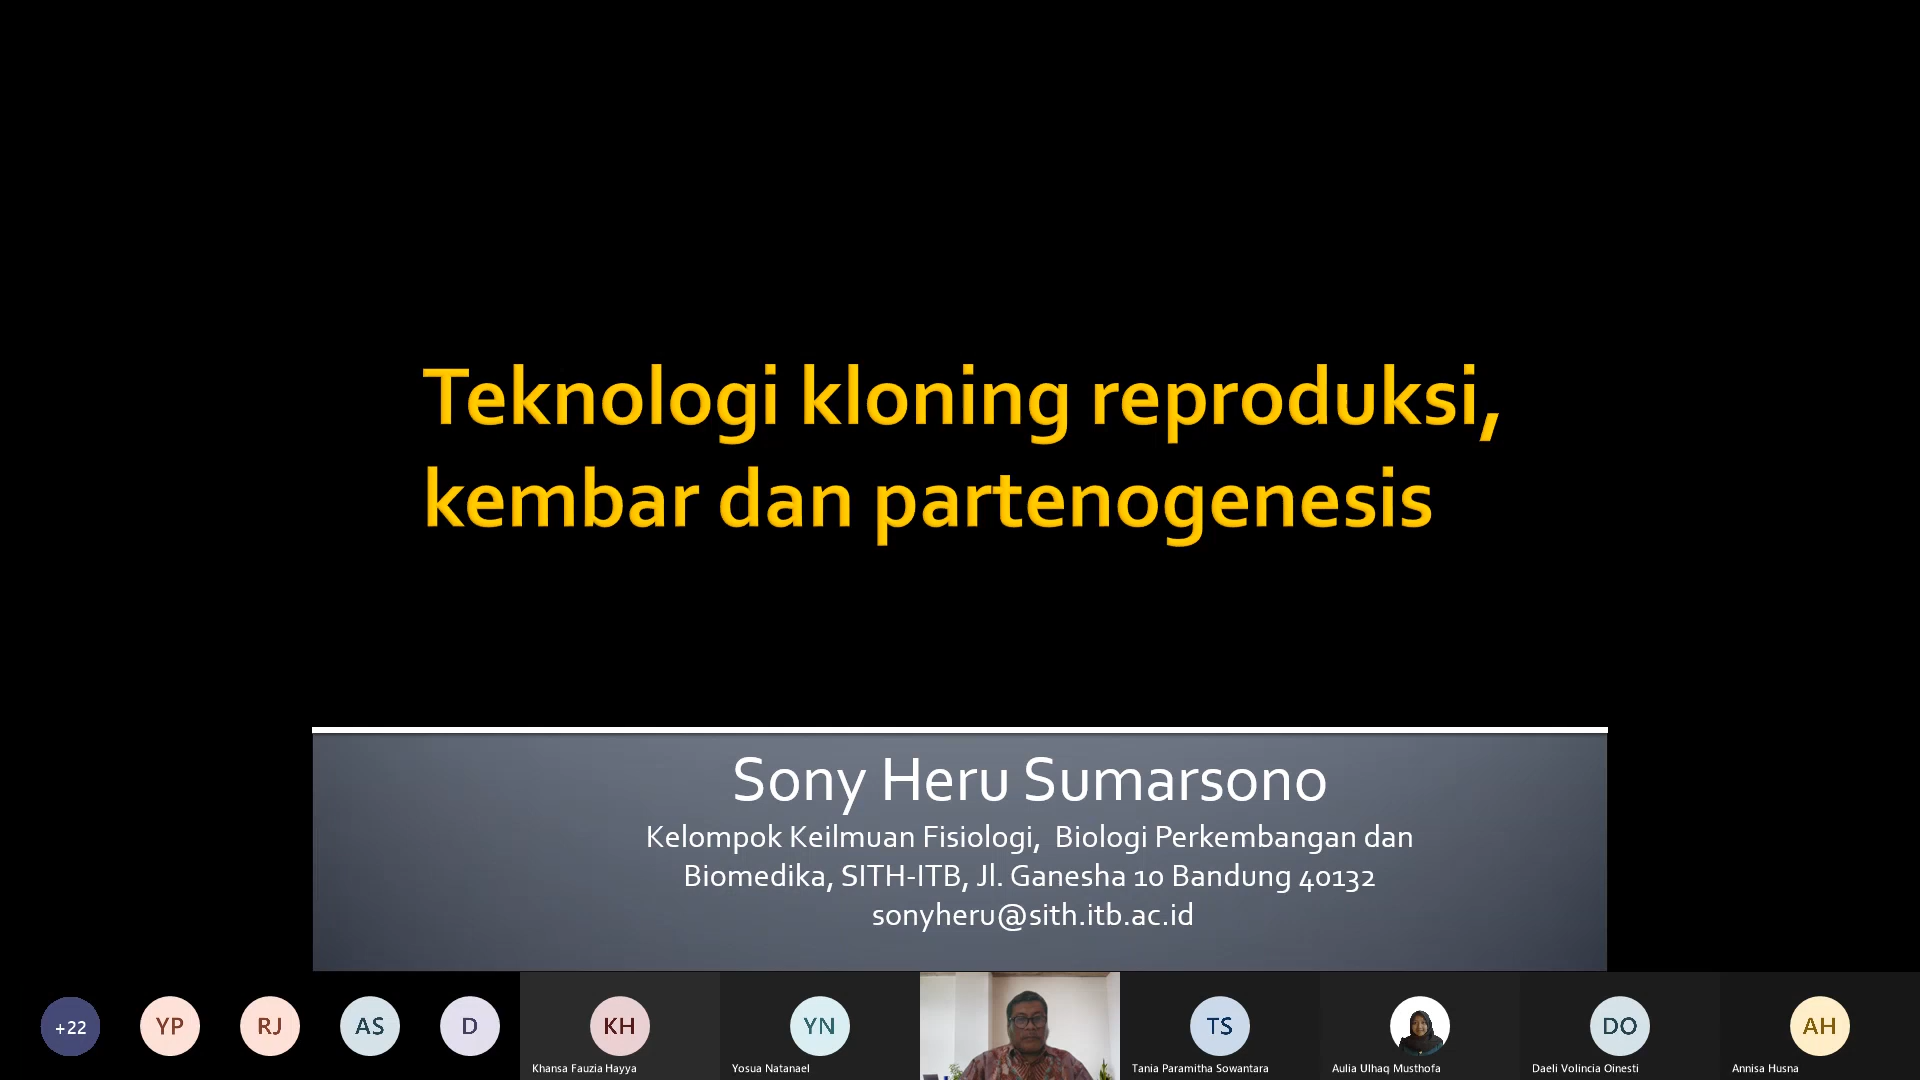 Teknologi kloning reproduksi,
kembar dan partenogenesis
Sony Heru Sumarsono
Kelompok Keilmuan Fisiologi, Biologi Perkembangan dan
Biomedika, SITH-ITB, Jl. Ganesha 10 Bandung 40132
sonyheru@sith.itb.ac.id
+22 YP RJ AS D KH YN TS DO AH
Khansa Fauzia Hayya Yosua Natanael Tania Paramitha Sowantara Aulia Ulhaq Musthofa Daeli Volincia Oinesti Annisa Husna